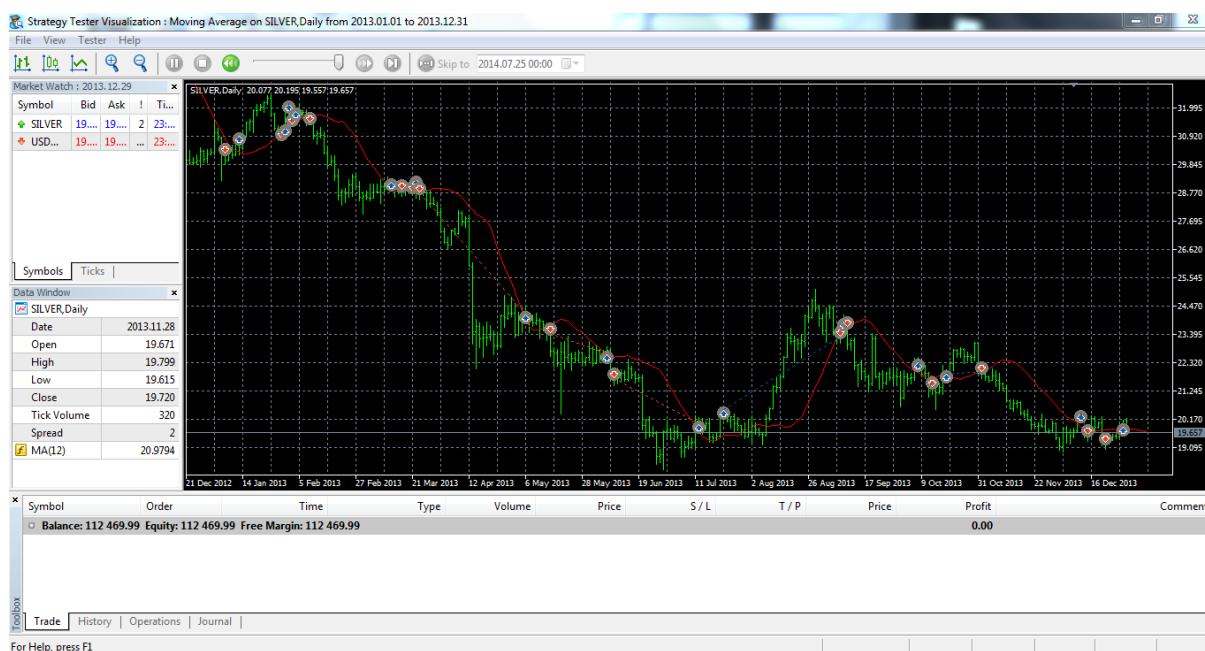 Strategy Tester Visualization : Moving Average on SILVER,Daily from 2013.01.01 to 2013.12.31
File View Tester Help
Skip to 2014.07.25 00:00
Market Watch : 2013.12.29
Symbol Bid Ask ! Ti...
SILVER 19.... 19.... 2 23:...
USD... 19.... 19.... ... 23:...
Symbols Ticks
Data Window
SILVER,Daily
Date 2013.11.28
Open 19.671
High 19.799
Low 19.615
Close 19.720
Tick Volume 320
Spread 2
MA(12) 20.9794
SILVER,Daily 20.077 20.195 19.557 19.657
31.995
30.920
29.845
28.770
27.695
26.620
25.545
24.470
23.395
22.320
21.245
20.170
19.657
19.095
21 Dec 2012 14 Jan 2013 5 Feb 2013 27 Feb 2013 21 Mar 2013 12 Apr 2013 6 May 2013 28 May 2013 19 Jun 2013 11 Jul 2013 2 Aug 2013 26 Aug 2013 17 Sep 2013 9 Oct 2013 31 Oct 2013 22 Nov 2013 16 Dec 2013
Symbol Order Time Type Volume Price S / L T / P Price Profit Commen
Balance: 112 469.99 Equity: 112 469.99 Free Margin: 112 469.99 0.00
Toolbox
Trade History Operations Journal
For Help, press F1